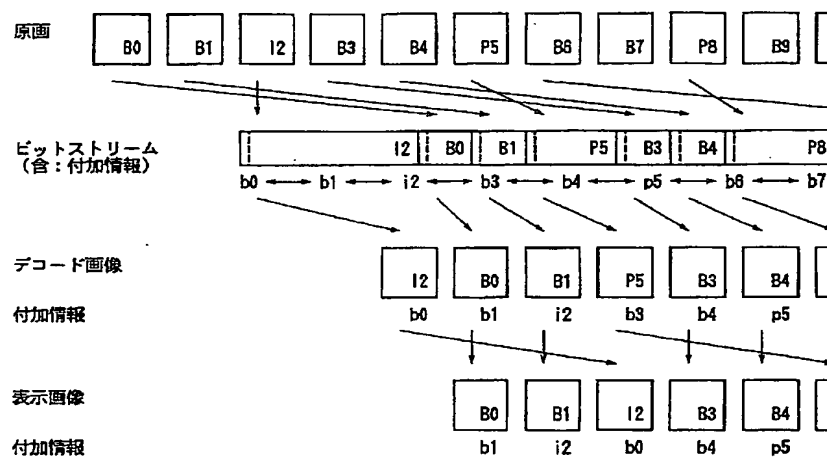 原画 B0 B1 I2 B3 B4 P5 B6 B7 P8 B9
ビットストリーム I2 B0 B1 P5 B3 B4 P8
(含:付加情報)
b0 b1 i2 b3 b4 p5 b6 b7
デコード画像 I2 B0 B1 P5 B3 B4
付加情報 b0 b1 i2 b3 b4 p5
表示画像 B0 B1 I2 B3 B4
付加情報 b1 i2 b0 b4 p5